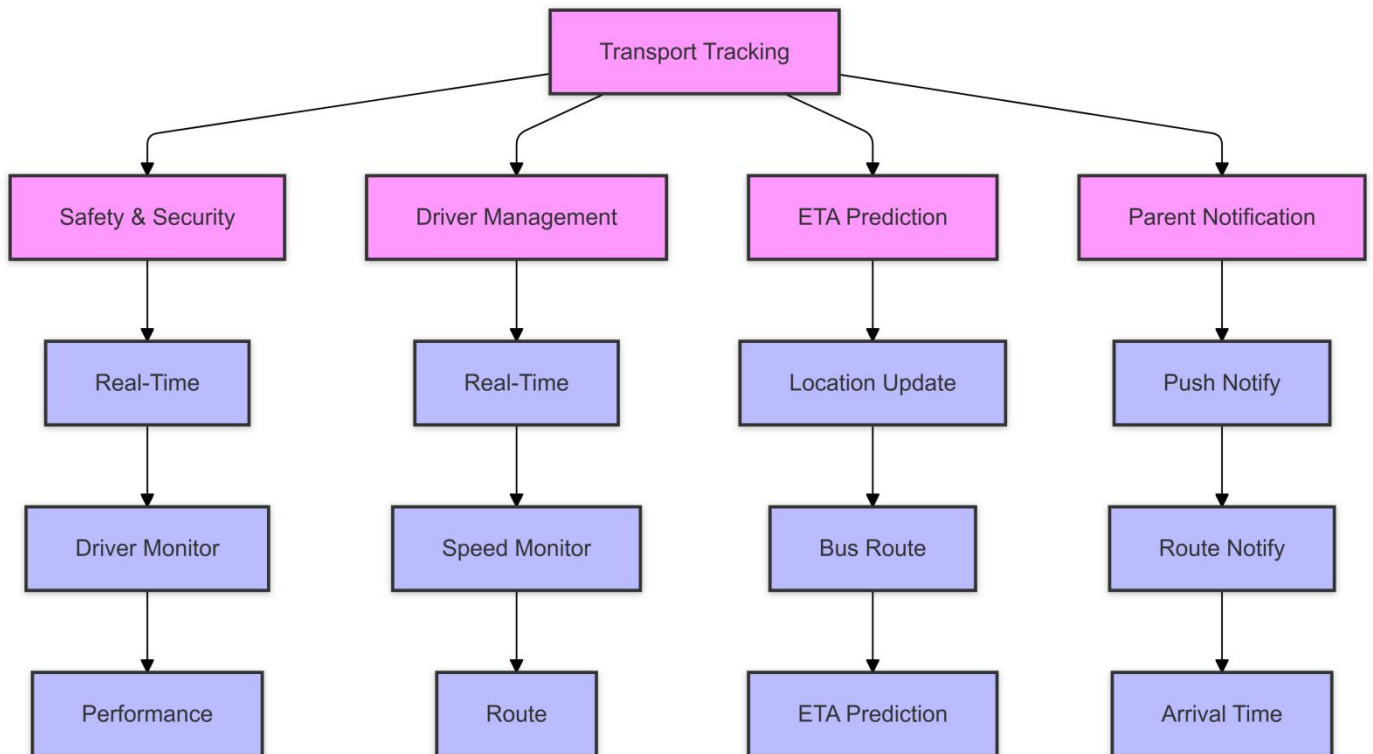 Transport Tracking
Safety & Security
Driver Management
ETA Prediction
Parent Notification
Real-Time
Real-Time
Location Update
Push Notify
Driver Monitor
Speed Monitor
Bus Route
Route Notify
Performance
Route
ETA Prediction
Arrival Time